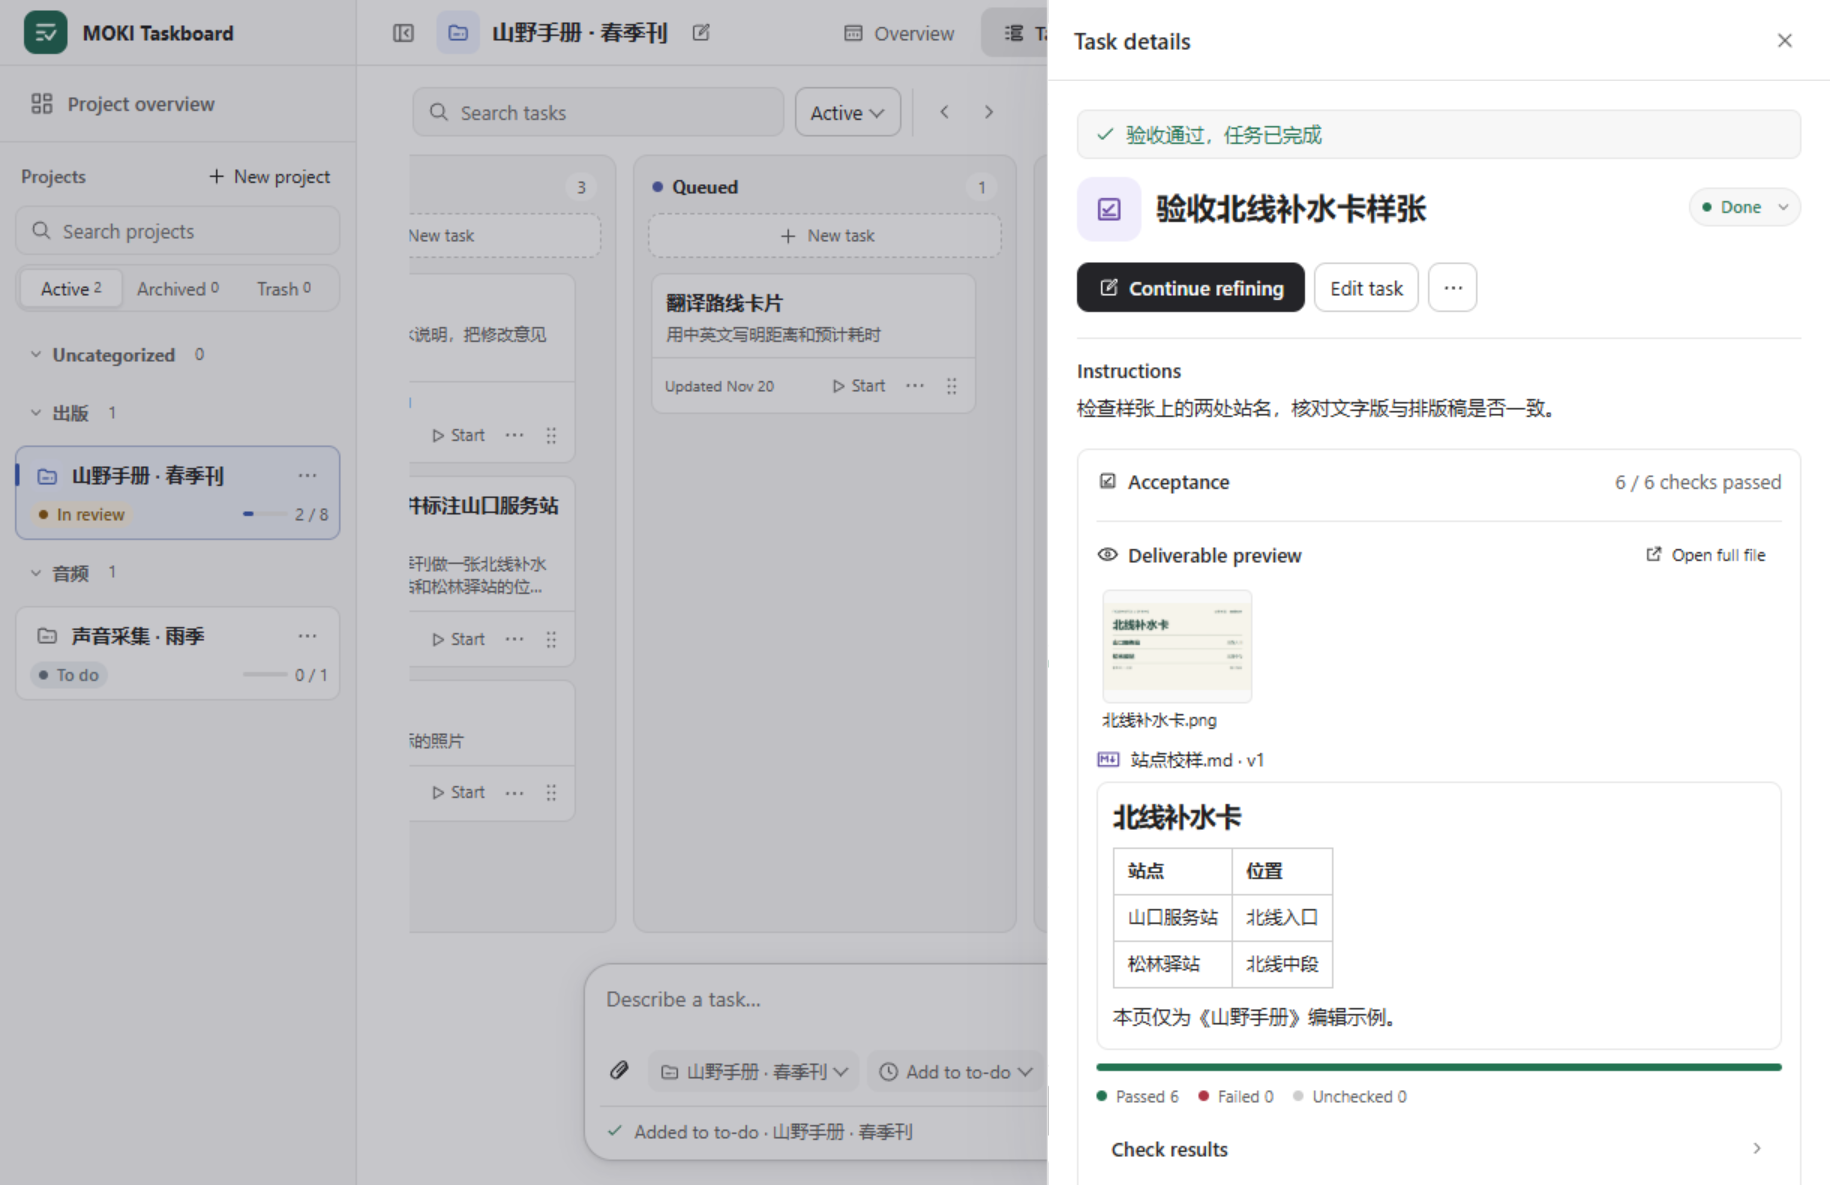 MOKI Taskboard
Project overview
Projects
New project
Search projects
Active 2
Archived 0
Trash 0
Uncategorized 0
出版 1
山野手册 · 春季刊
In review
2 / 8
音频 1
声音采集 · 雨季
To do
0 / 1
山野手册 · 春季刊
Overview
Search tasks
Active
3
New task
说明，把修改意见
Start
标注山口服务站
刊做一张北线补水
和松林驿站的位...
Start
的照片
Start
Queued
1
New task
翻译路线卡片
用中英文写明距离和预计耗时
Updated Nov 20
Start
Describe a task...
山野手册 · 春季刊
Add to to-do
Added to to-do · 山野手册 · 春季刊
Task details
验收通过，任务已完成
验收北线补水卡样张
Done
Continue refining
Edit task
Instructions
检查样张上的两处站名，核对文字版与排版稿是否一致。
Acceptance
6 / 6 checks passed
Deliverable preview
Open full file
北线补水卡
北线补水卡.png
M↓ 站点校样.md · v1
北线补水卡
站点 位置
山口服务站 北线入口
松林驿站 北线中段
本页仅为《山野手册》编辑示例。
Passed 6
Failed 0
Unchecked 0
Check results